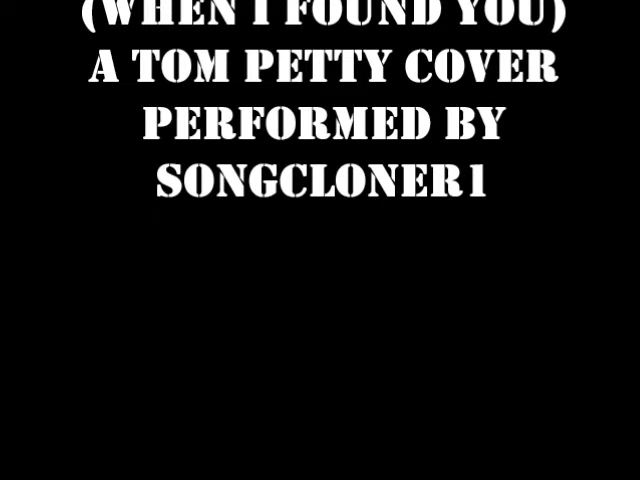 (WHEN I FOUND YOU)
A TOM PETTY COVER
PERFORMED BY
SONGCLONER1